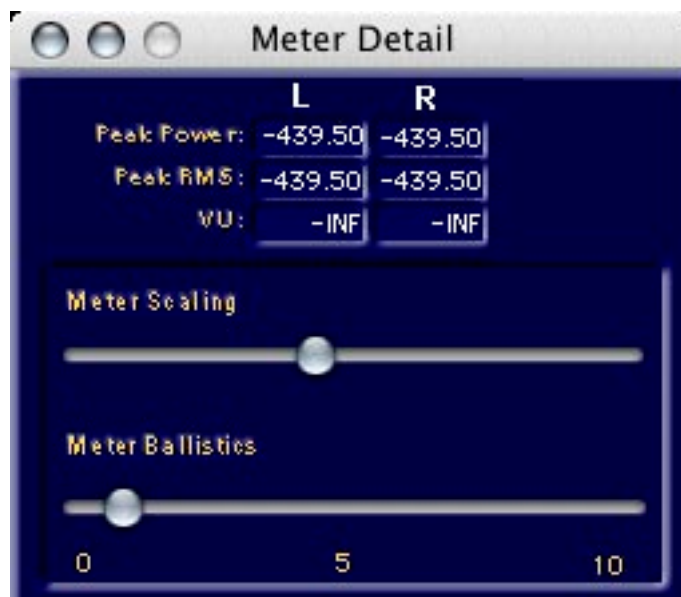 Meter Detail
L R
Peak Power: -439.50 -439.50
Peak RMS: -439.50 -439.50
VU: -INF -INF
Meter Scaling
Meter Ballistics
0 5 10